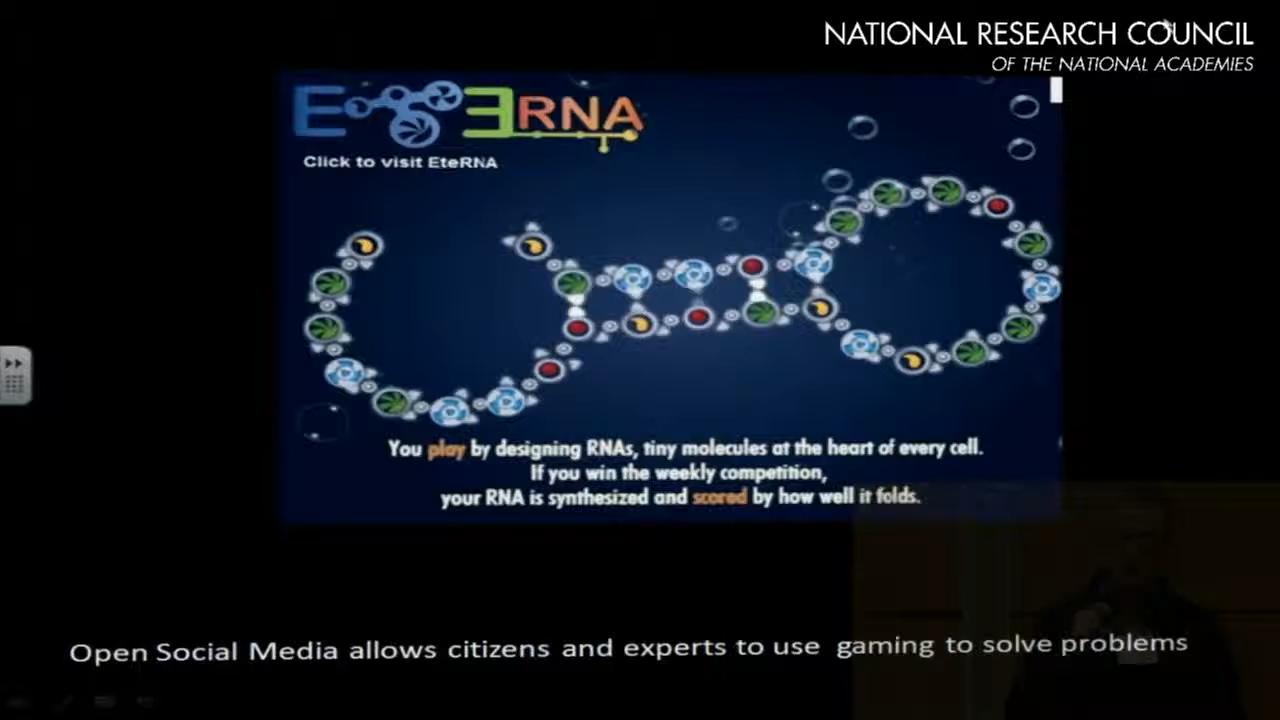 NATIONAL RESEARCH COUNCIL
OF THE NATIONAL ACADEMIES
EteRNA
Click to visit EteRNA
You play by designing RNAs, tiny molecules at the heart of every cell.
If you win the weekly competition,
your RNA is synthesized and scored by how well it folds.
Open Social Media allows citizens and experts to use gaming to solve problems